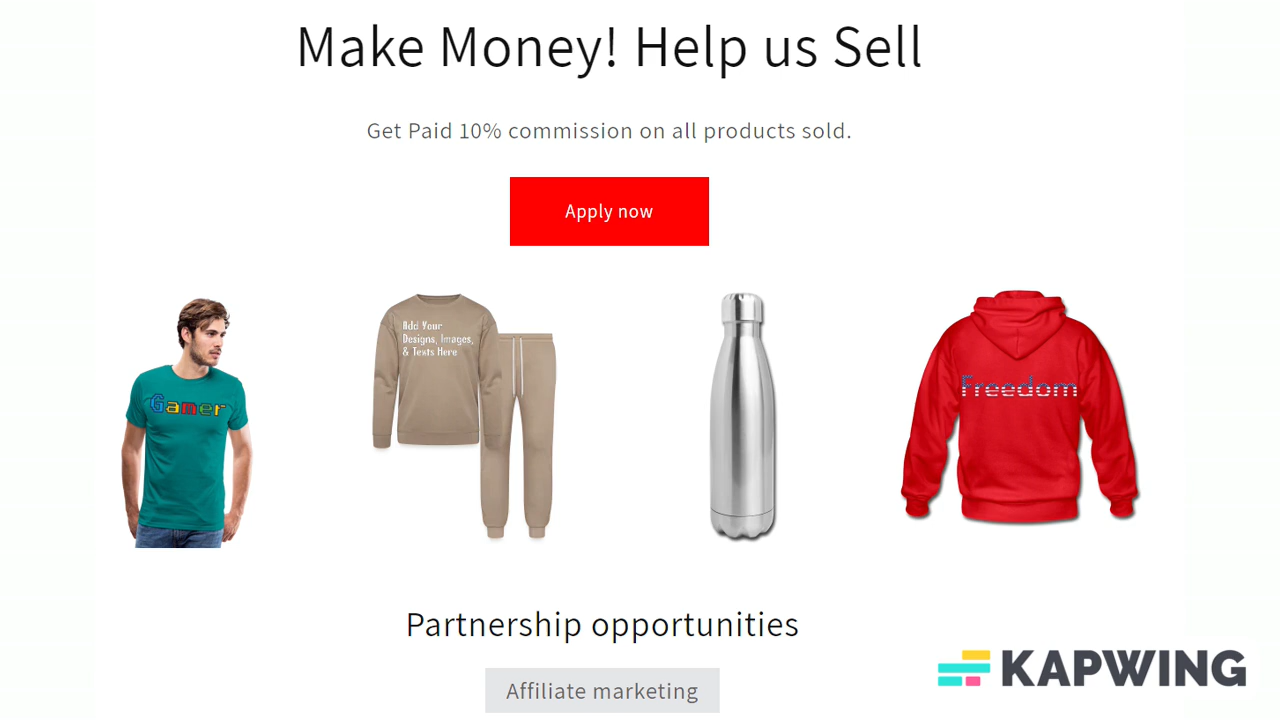 Make Money! Help us Sell
Get Paid 10% commission on all products sold.
Apply now
Gamer
Add Your
Designs, Images,
& Texts Here
Freedom
Partnership opportunities
Affiliate marketing
KAPWING